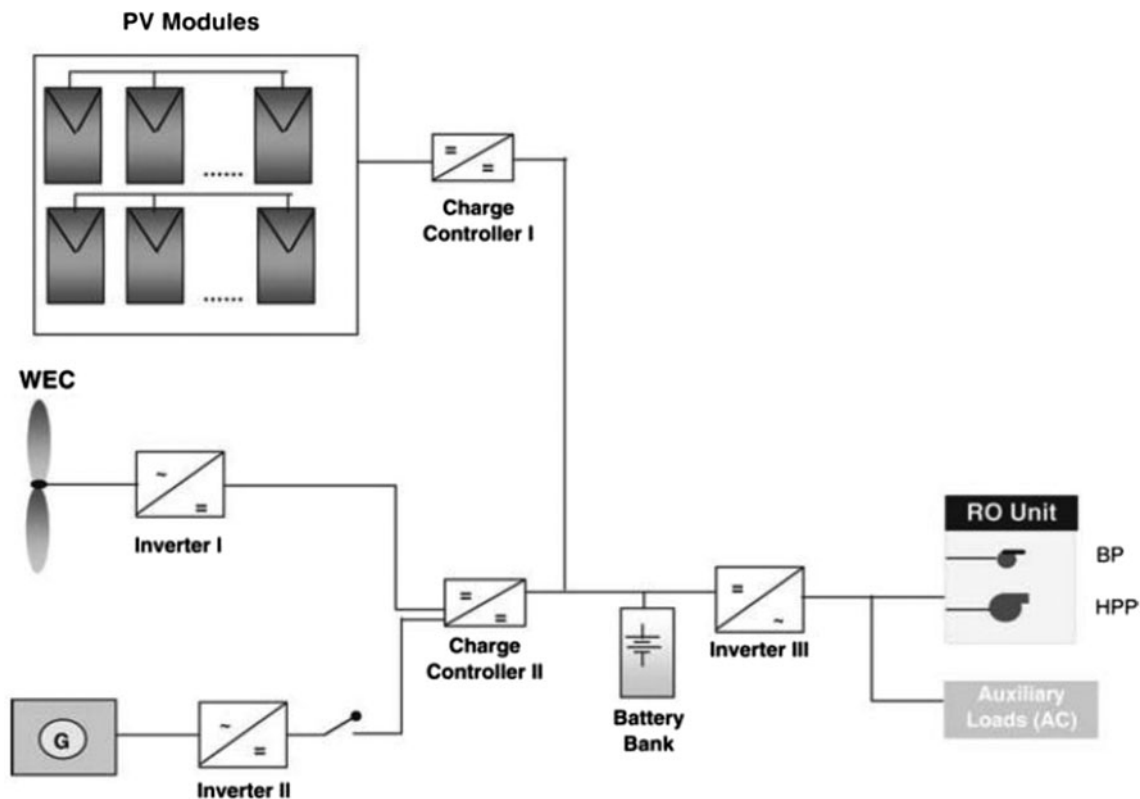 PV Modules
......
......
=
=
Charge
Controller I
WEC
~
=
Inverter I
=
=
Charge
Controller II
G
~
=
Inverter II
Battery
Bank
=
~
Inverter III
RO Unit
BP
HPP
Auxiliary
Loads (AC)